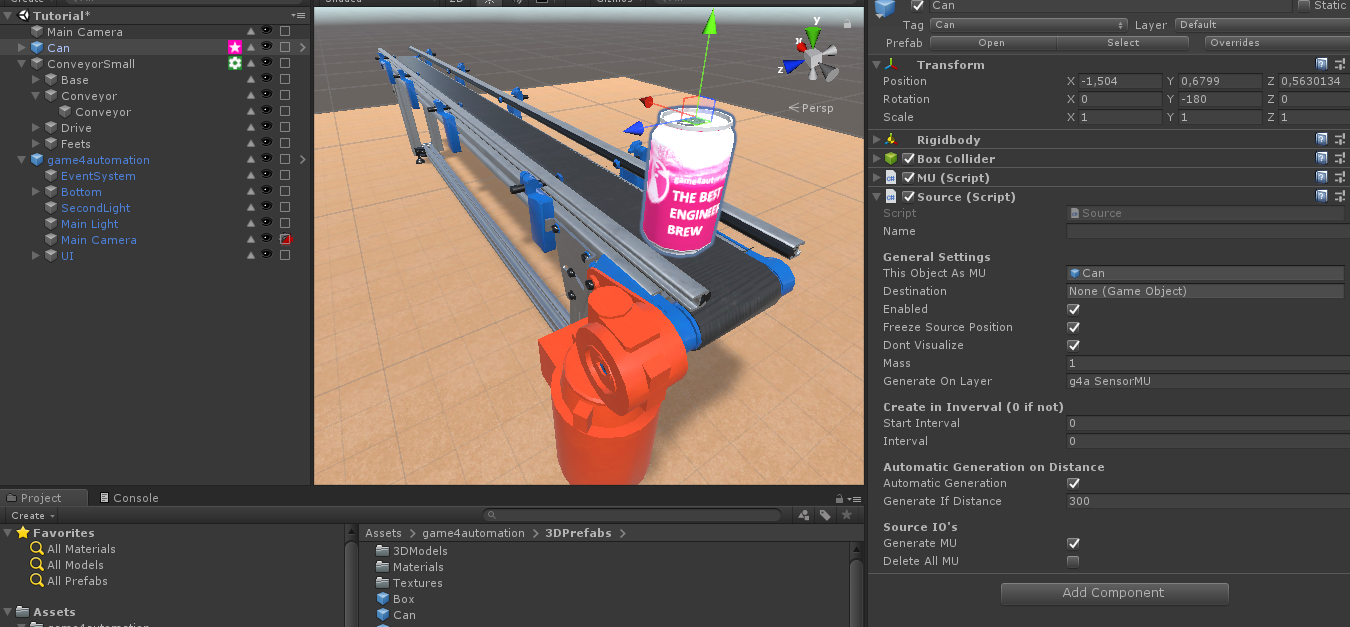 Tutorial*
Main Camera
Can
ConveyorSmall
Base
Conveyor
Conveyor
Drive
Feets
game4automation
EventSystem
Bottom
SecondLight
Main Light
Main Camera
UI
y
x
z
< Persp
THE BEST
ENGINEER
BREW
Can
Static
Tag Can Layer Default
Prefab Open Select Overrides
Transform
Position X -1,504 Y 0,6799 Z 0,5630134
Rotation X 0 Y -180 Z 0
Scale X 1 Y 1 Z 1
Rigidbody
Box Collider
MU (Script)
Source (Script)
Script Source
Name
General Settings
This Object As MU Can
Destination None (Game Object)
Enabled
Freeze Source Position
Dont Visualize
Mass 1
Generate On Layer g4a SensorMU
Create in Inverval (0 if not)
Start Interval 0
Interval 0
Automatic Generation on Distance
Automatic Generation
Generate If Distance 300
Source IO's
Generate MU
Delete All MU
Add Component
Project Console
Create
Favorites
All Materials
All Models
All Prefabs
Assets
game4automation
Assets > game4automation > 3DPrefabs >
3DModels
Materials
Textures
Box
Can